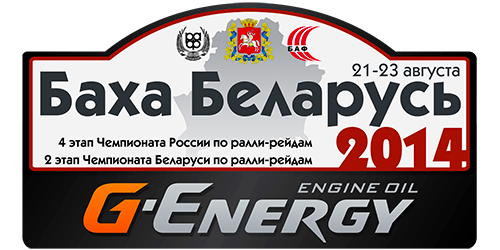 БАФ
21-23 августа
Баха Беларусь
4 этап Чемпионата России по ралли-рейдам
2 этап Чемпионата Беларуси по ралли-рейдам
2014
ENGINE OIL
G-ENERGY